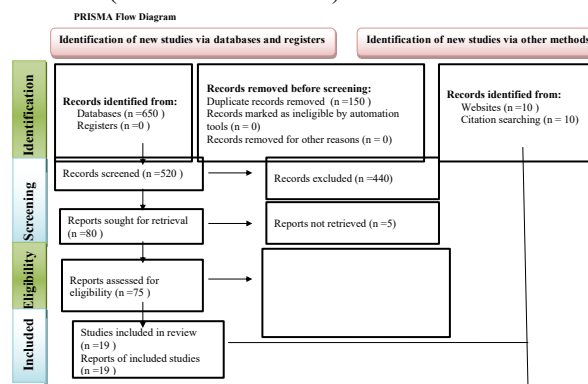 PRISMA Flow Diagram
Identification of new studies via databases and registers
Identification of new studies via other methods
Identification
Records identified from:
Databases (n =650)
Registers (n =0 )
Records removed before screening:
Duplicate records removed (n =150 )
Records marked as ineligible by automation
tools (n = 0)
Records removed for other reasons (n = 0)
Records identified from:
Websites (n =10 )
Citation searching (n = 10)
Screening
Records screened (n =520 )
Records excluded (n =440)
Reports sought for retrieval
(n =80 )
Reports not retrieved (n =5)
Eligibility
Reports assessed for
eligibility (n =75 )
Included
Studies included in review
(n =19 )
Reports of included studies
(n =19 )